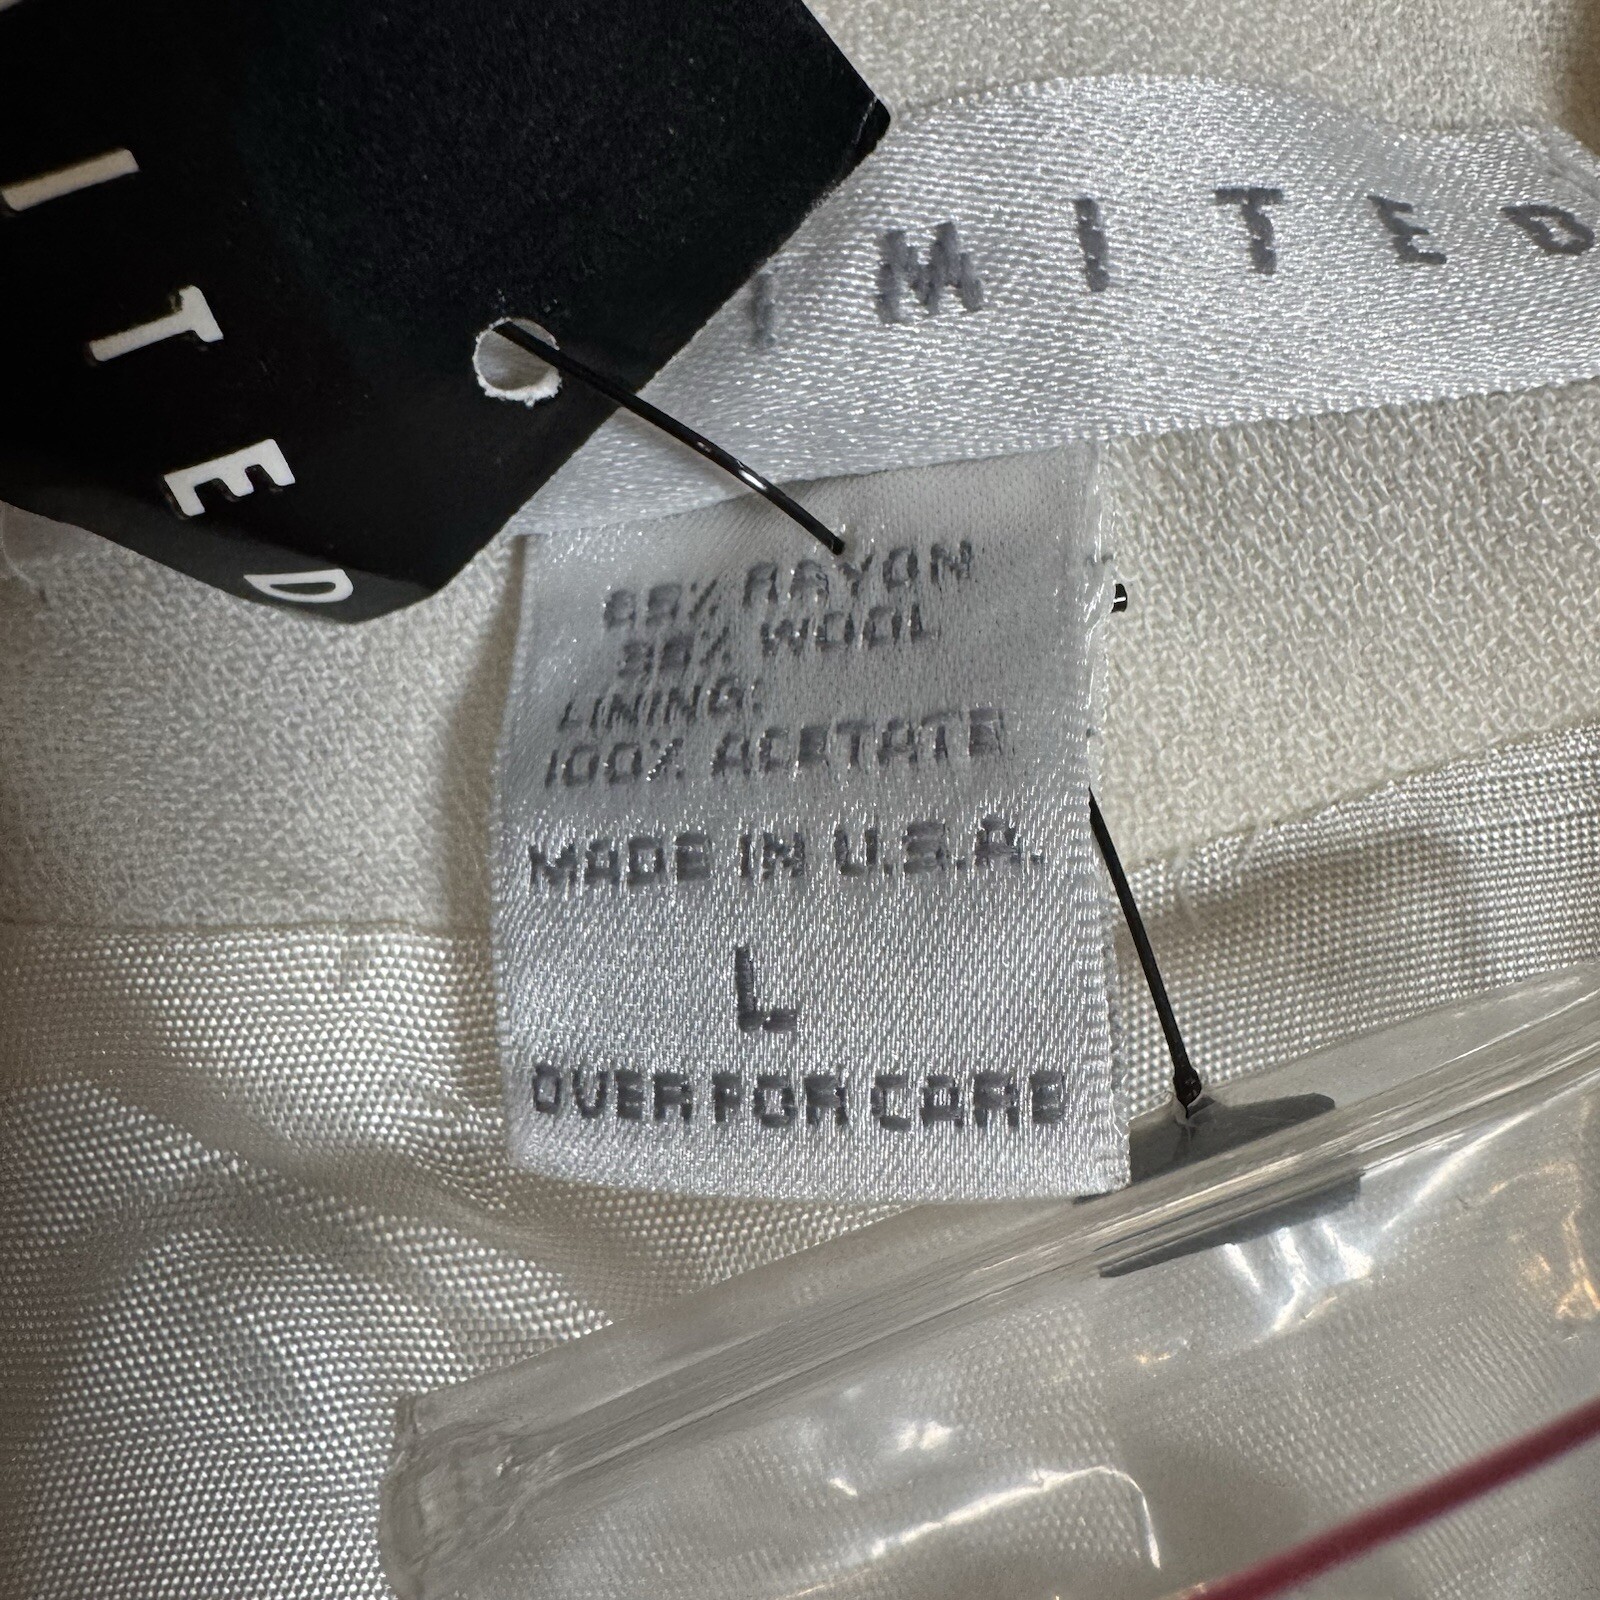 ITED
IMITED
65% RAYON
35% WOOL
LINING:
100% ACETATE
MADE IN U.S.A.
L
OVER FOR CARE